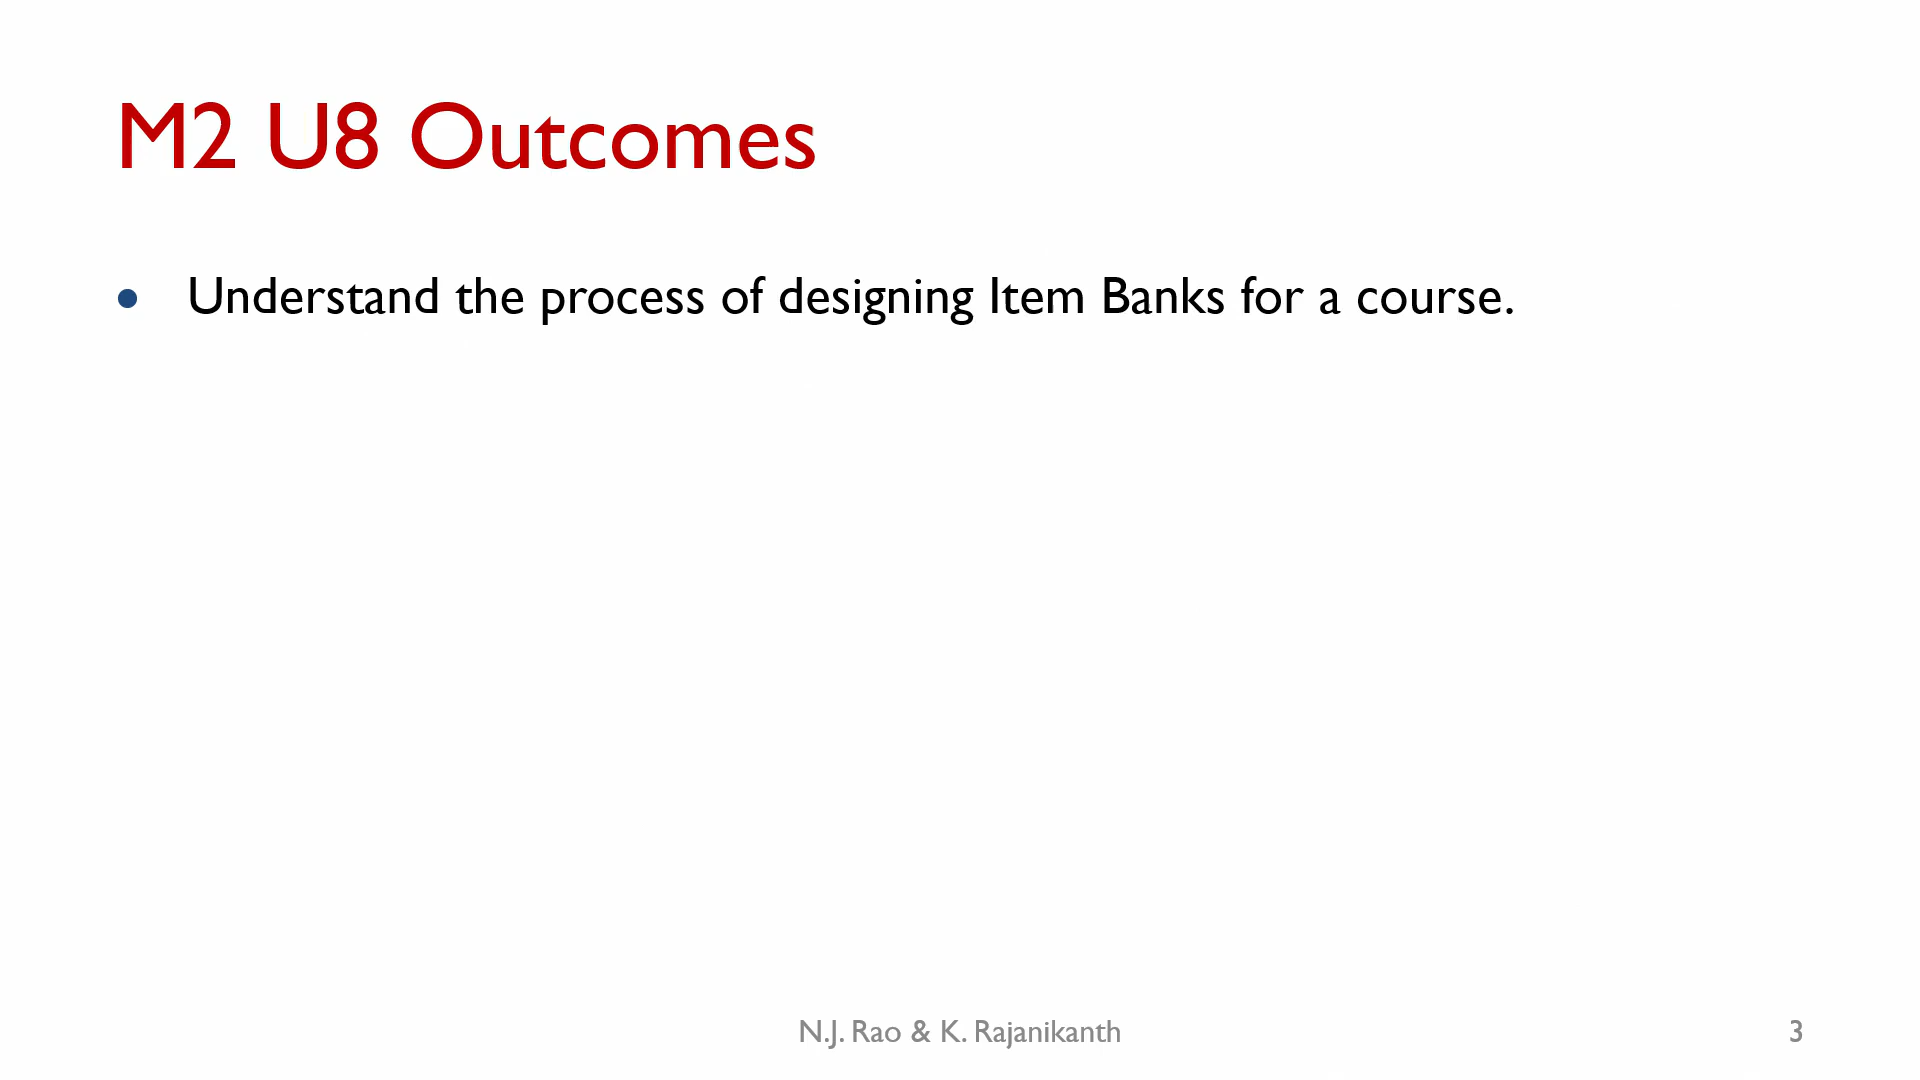 M2 U8 Outcomes
• Understand the process of designing Item Banks for a course.
N.J. Rao & K. Rajanikanth
3